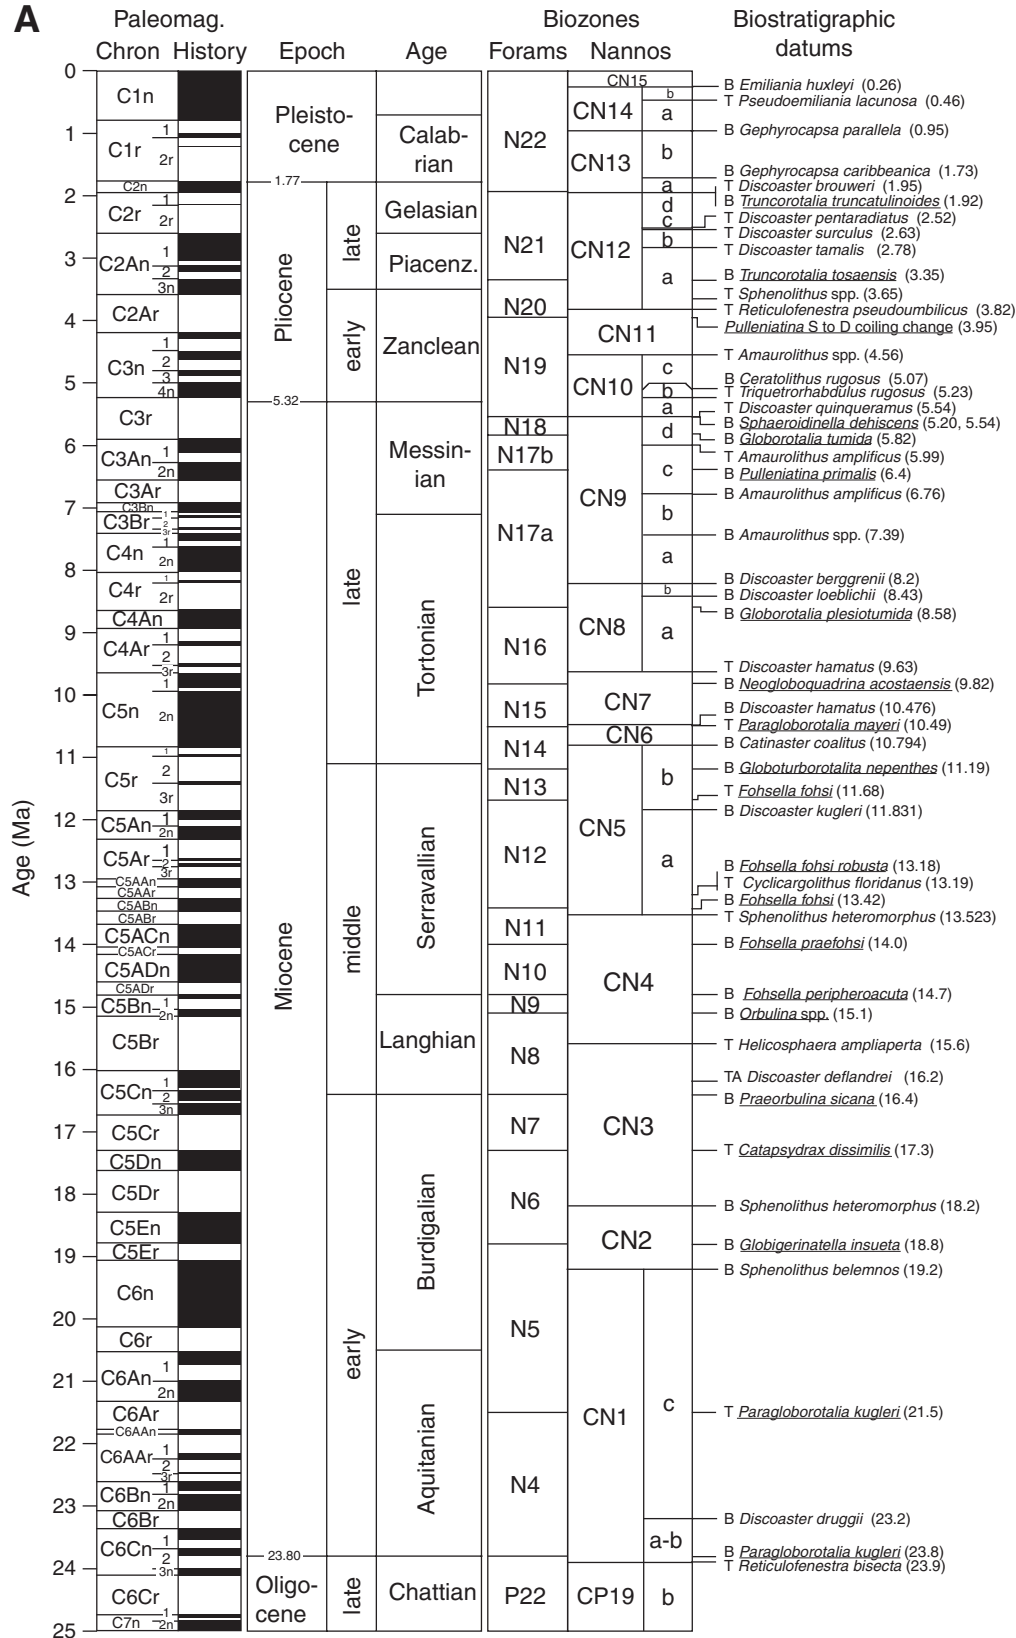 A
Paleomag.
Biozones
Biostratigraphic
datums
Chron History
Epoch
Age
Forams Nannos
Age (Ma)
0
1
2
3
4
5
6
7
8
9
10
11
12
13
14
15
16
17
18
19
20
21
22
23
24
25
C1n
C1r 1 2r
C2n
C2r 1 2r
C2An 1 2 3n
C2Ar
C3n 1 2 3 4n
C3r
C3An 1 2n
C3Ar
C3Bn
C3Br 1 2 3r
C4n 1 2n
C4r 1 2r
C4An
C4Ar 1 2 3r
C5n 1 2n
C5r 1 2 3r
C5An 1 2n
C5Ar 1 2 3r
C5AAn
C5AAr
C5ABn
C5ABr
C5ACn
C5ACr
C5ADn
C5ADr
C5Bn 1 2n
C5Br
C5Cn 1 2 3n
C5Cr
C5Dn
C5Dr
C5En
C5Er
C6n
C6r
C6An 1 2n
C6Ar
C6AAn
C6AAr 1 2 3r
C6Bn 1 2n
C6Br
C6Cn 1 2 3n
C6Cr
C7n 1 2n
Pleisto-
cene
1.77
Pliocene
5.32
Miocene
23.80
Oligo-
cene
late
early
late
middle
early
late
Calab-
rian
Gelasian
Piacenz.
Zanclean
Messin-
ian
Tortonian
Serravallian
Langhian
Burdigalian
Aquitanian
Chattian
N22
N21
N20
N19
N18
N17b
N17a
N16
N15
N14
N13
N12
N11
N10
N9
N8
N7
N6
N5
N4
P22
CN15
CN14 b a
CN13 b a
CN12 d c b a
CN11
CN10 c b a
CN9 d c b a
CN8 b a
CN7
CN6
CN5 b a
CN4
CN3
CN2
CN1 c a-b
CP19 b
B Emiliania huxleyi (0.26)
T Pseudoemiliania lacunosa (0.46)
B Gephyrocapsa parallela (0.95)
B Gephyrocapsa caribbeanica (1.73)
T Discoaster brouweri (1.95)
B Truncorotalia truncatulinoides (1.92)
T Discoaster pentaradiatus (2.52)
T Discoaster surculus (2.63)
T Discoaster tamalis (2.78)
B Truncorotalia tosaensis (3.35)
T Sphenolithus spp. (3.65)
T Reticulofenestra pseudoumbilicus (3.82)
Pulleniatina S to D coiling change (3.95)
T Amaurolithus spp. (4.56)
B Ceratolithus rugosus (5.07)
T Triquetrorhabdulus rugosus (5.23)
T Discoaster quinqueramus (5.54)
B Sphaeroidinella dehiscens (5.20, 5.54)
B Globorotalia tumida (5.82)
T Amaurolithus amplificus (5.99)
B Pulleniatina primalis (6.4)
B Amaurolithus amplificus (6.76)
B Amaurolithus spp. (7.39)
B Discoaster berggrenii (8.2)
B Discoaster loeblichii (8.43)
B Globorotalia plesiotumida (8.58)
T Discoaster hamatus (9.63)
B Neogloboquadrina acostaensis (9.82)
B Discoaster hamatus (10.476)
T Paragloborotalia mayeri (10.49)
B Catinaster coalitus (10.794)
B Globoturborotalita nepenthes (11.19)
T Fohsella fohsi (11.68)
B Discoaster kugleri (11.831)
B Fohsella fohsi robusta (13.18)
T Cyclicargolithus floridanus (13.19)
B Fohsella fohsi (13.42)
T Sphenolithus heteromorphus (13.523)
B Fohsella praefohsi (14.0)
B Fohsella peripheroacuta (14.7)
B Orbulina spp. (15.1)
T Helicosphaera ampliaperta (15.6)
TA Discoaster deflandrei (16.2)
B Praeorbulina sicana (16.4)
T Catapsydrax dissimilis (17.3)
B Sphenolithus heteromorphus (18.2)
B Globigerinatella insueta (18.8)
B Sphenolithus belemnos (19.2)
T Paragloborotalia kugleri (21.5)
B Discoaster druggii (23.2)
B Paragloborotalia kugleri (23.8)
T Reticulofenestra bisecta (23.9)